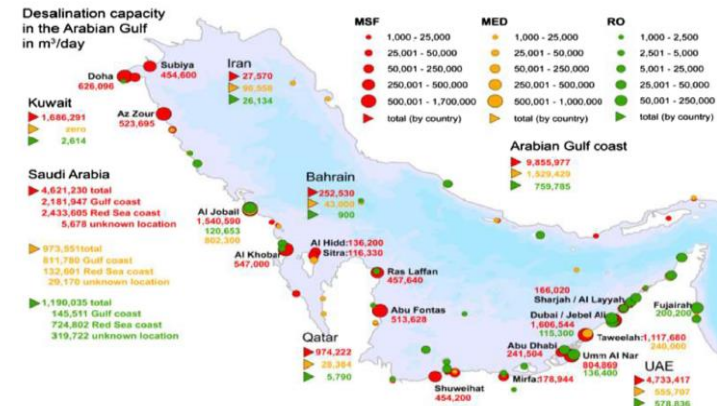 Desalination capacity
in the Arabian Gulf
in m³/day
MSF
1,000 - 25,000
25,001 - 50,000
50,001 - 250,000
250,001 - 500,000
500,001 - 1,700,000
total (by country)
MED
1,000 - 25,000
25,001 - 50,000
50,001 - 250,000
250,001 - 500,000
500,001 - 1,000,000
total (by country)
RO
1,000 - 2,500
2,501 - 5,000
5,001 - 25,000
25,001 - 50,000
50,001 - 250,000
total (by country)
Subiya
454,600
Doha
626,096
Iran
27,570
26,134
Kuwait
1,686,291
zero
2,614
Az Zour
523,695
Arabian Gulf coast
9,855,977
1,529,429
759,785
Saudi Arabia
4,621,230 total
2,181,947 Gulf coast
2,433,605 Red Sea coast
5,678 unknown location
973,551total
811,780 Gulf coast
132,601 Red Sea coast
29,170 unknown location
1,190,035 total
145,511 Gulf coast
724,802 Red Sea coast
319,722 unknown location
Bahrain
252,530
43,000
900
Al Jobail
1,540,590
120,653
802,300
Al Khobar
547,000
Al Hidd:136,200
Sitra:116,330
Ras Laffan
457,640
Abu Fontas
513,628
Qatar
974,222
28,384
5,790
166,020
Sharjah / Al Layyah
Dubai / Jebel Ali
1,606,544
115,300
Fujairah
200,200
Taweelah:1,117,680
240,000
Abu Dhabi
241,504
Umm Al Nar
804,869
136,400
Shuweihat
454,200
Mirfa:178,944
UAE
4,733,417
555,707
578,836